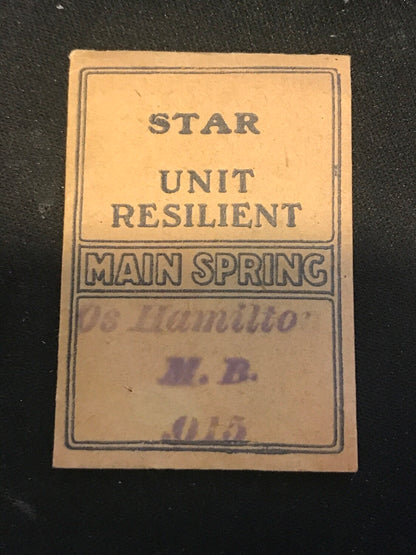 STAR
UNIT
RESILIENT
MAIN SPRING
0s Hamilto
M. B.
.015